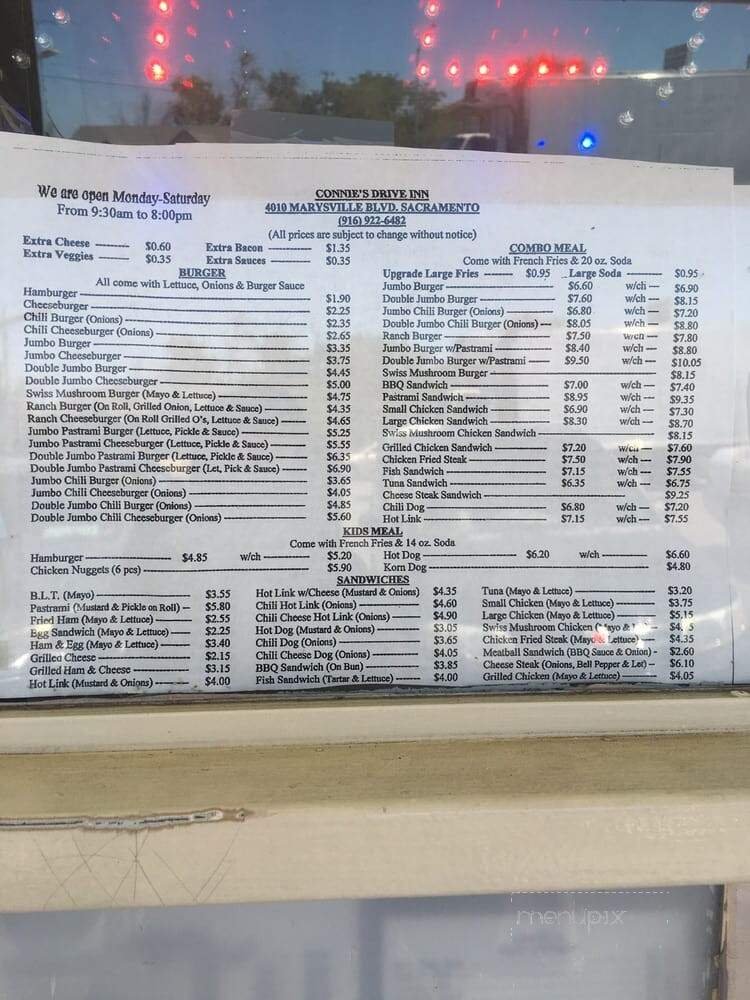 We are open Monday-Saturday
From 9:30am to 8:00pm
CONNIE'S DRIVE INN
4010 MARYSVILLE BLVD. SACRAMENTO
(916) 922-6482
(All prices are subject to change without notice)
Extra Cheese $0.60 Extra Bacon $1.35
Extra Veggies $0.35 Extra Sauces $0.35
BURGER
All come with Lettuce, Onions & Burger Sauce
Hamburger $1.90
Cheeseburger $2.25
Chili Burger (Onions) $2.35
Chili Cheeseburger (Onions) $2.65
Jumbo Burger $3.35
Jumbo Cheeseburger $3.75
Double Jumbo Burger $4.45
Double Jumbo Cheeseburger $5.00
Swiss Mushroom Burger (Mayo & Lettuce) $4.75
Ranch Burger (On Roll, Grilled Onion, Lettuce & Sauce) $4.35
Ranch Cheeseburger (On Roll Grilled O's, Lettuce & Sauce) $4.65
Jumbo Pastrami Burger (Lettuce, Pickle & Sauce) $5.25
Jumbo Pastrami Cheeseburger (Lettuce, Pickle & Sauce) $5.55
Double Jumbo Pastrami Burger (Lettuce, Pickle & Sauce) $6.35
Double Jumbo Pastrami Cheeseburger (Let, Pick & Sauce) $6.90
Jumbo Chili Burger (Onions) $3.65
Jumbo Chili Cheeseburger (Onions) $4.05
Double Jumbo Chili Burger (Onions) $4.85
Double Jumbo Chili Cheeseburger (Onions) $5.60
COMBO MEAL
Come with French Fries & 20 oz. Soda
Upgrade Large Fries $0.95 Large Soda $0.95
Jumbo Burger $6.60 w/ch $6.90
Double Jumbo Burger $7.60 w/ch $8.15
Jumbo Chili Burger (Onions) $6.80 w/ch $7.20
Double Jumbo Chili Burger (Onions) $8.05 w/ch $8.80
Ranch Burger $7.50 w/ch $7.80
Jumbo Burger w/Pastrami $8.40 w/ch $8.80
Double Jumbo Burger w/Pastrami $9.50 w/ch $10.05
Swiss Mushroom Burger $8.15
BBQ Sandwich $7.00 w/ch $7.40
Pastrami Sandwich $8.95 w/ch $9.35
Small Chicken Sandwich $6.90 w/ch $7.30
Large Chicken Sandwich $8.30 w/ch $8.70
Swiss Mushroom Chicken Sandwich $8.15
Grilled Chicken Sandwich $7.20 w/ch $7.60
Chicken Fried Steak $7.50 w/ch $7.90
Fish Sandwich $7.15 w/ch $7.55
Tuna Sandwich $6.35 w/ch $6.75
Cheese Steak Sandwich $9.25
Chili Dog $6.80 w/ch $7.20
Hot Link $7.15 w/ch $7.55
KIDS MEAL
Come with French Fries & 14 oz. Soda
Hamburger $4.85 w/ch $5.20 Hot Dog $6.20 w/ch $6.60
Chicken Nuggets (6 pcs) $5.90 Korn Dog $4.80
SANDWICHES
B.L.T. (Mayo) $3.55
Pastrami (Mustard & Pickle on Roll) $5.80
Fried Ham (Mayo & Lettuce) $2.55
Egg Sandwich (Mayo & Lettuce) $2.25
Ham & Egg (Mayo & Lettuce) $3.40
Grilled Cheese $2.15
Grilled Ham & Cheese $3.15
Hot Link (Mustard & Onions) $4.00
Hot Link w/Cheese (Mustard & Onions) $4.35
Chili Hot Link (Onions) $4.60
Chili Cheese Hot Link (Onions) $4.90
Hot Dog (Mustard & Onions) $3.05
Chili Dog (Onions) $3.65
Chili Cheese Dog (Onions) $4.05
BBQ Sandwich (On Bun) $3.85
Fish Sandwich (Tartar & Lettuce) $4.00
Tuna (Mayo & Lettuce) $3.20
Small Chicken (Mayo & Lettuce) $3.75
Large Chicken (Mayo & Lettuce) $5.15
Swiss Mushroom Chicken
Chicken Fried Steak (Mayo & Lettuce) $4.35
Meatball Sandwich (BBQ Sauce & Onion) $2.60
Cheese Steak (Onions, Bell Pepper & Let) $6.10
Grilled Chicken (Mayo & Lettuce) $4.05
menupix